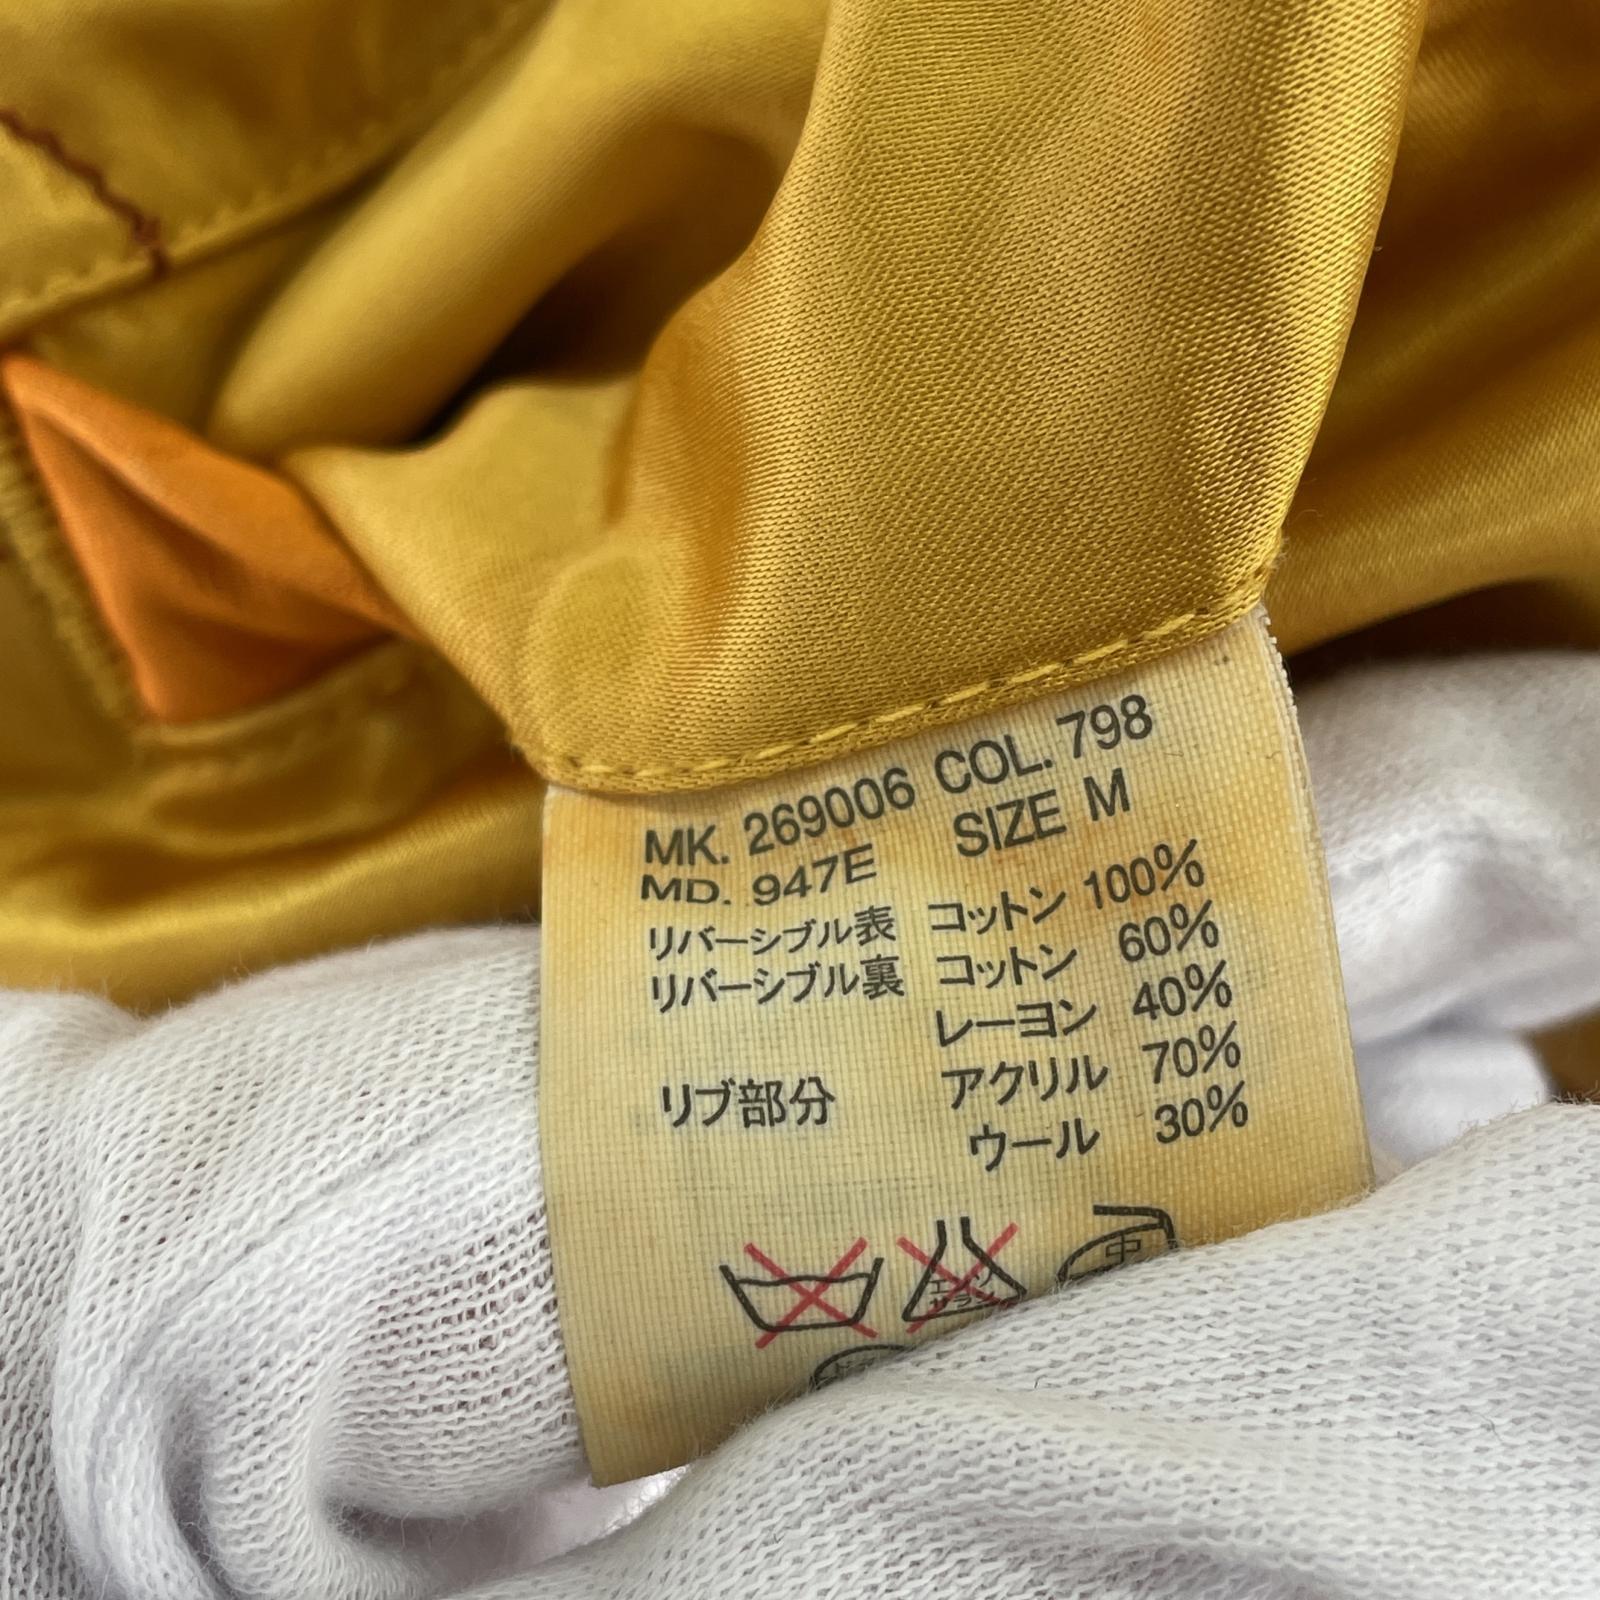 MK. 269006 COL. 798
MD. 947E SIZE M
リバーシブル表 コットン 100%
リバーシブル裏 コットン 60%
レーヨン 40%
リブ部分 アクリル 70%
ウール 30%
中